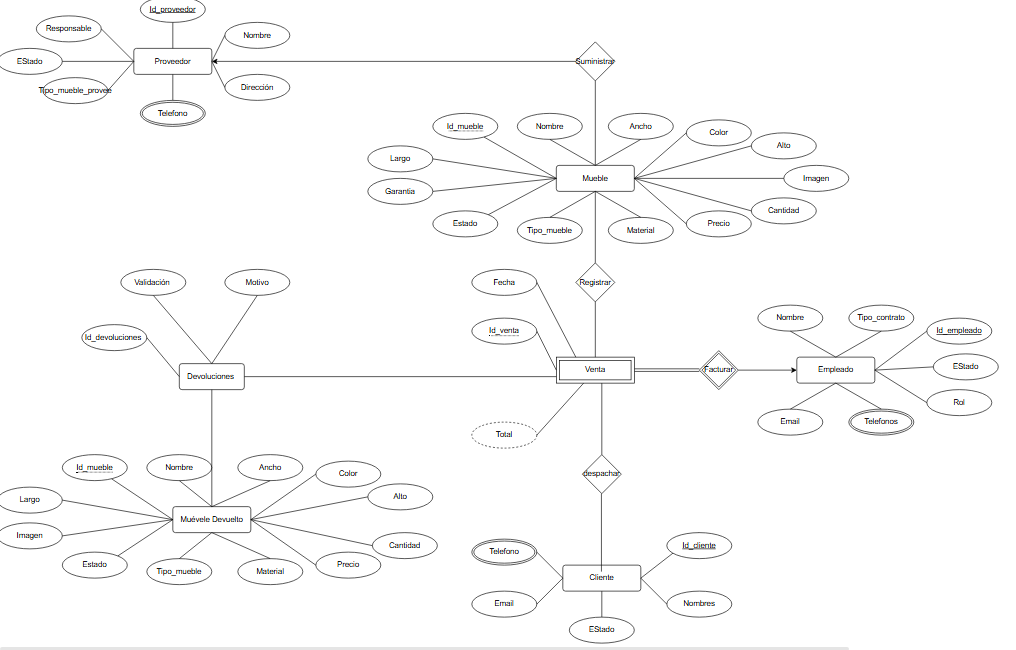 Id_proveedor
Responsable
Nombre
EStado
Proveedor
Suministrar
Tipo_mueble_provee
Dirección
Telefono
Id_mueble
Nombre
Ancho
Color
Alto
Largo
Mueble
Imagen
Garantia
Cantidad
Estado
Tipo_mueble
Material
Precio
Validación
Motivo
Fecha
Registrar
Id_devoluciones
Id_venta
Nombre
Tipo_contrato
Id_empleado
Devoluciones
Venta
Facturar
Empleado
EStado
Rol
Total
Email
Telefonos
Id_mueble
Nombre
Ancho
Color
despachar
Largo
Alto
Muévele Devuelto
Imagen
Cantidad
Estado
Tipo_mueble
Material
Precio
Telefono
Id_cliente
Cliente
Email
Nombres
EStado